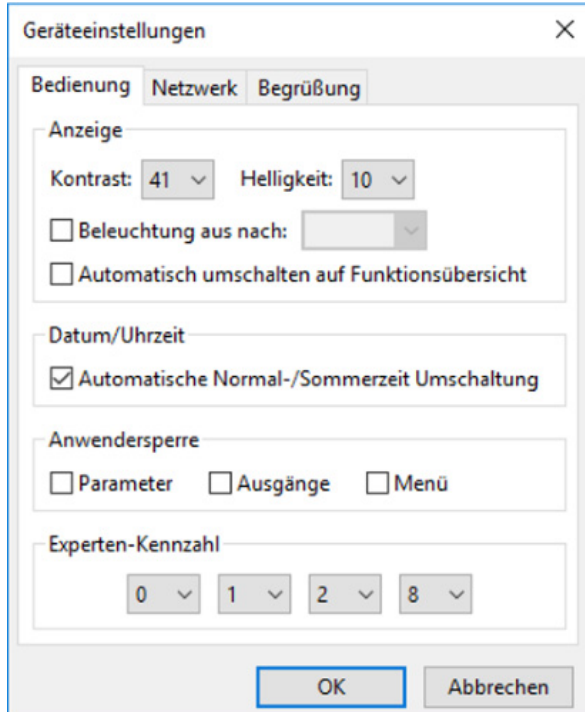 Geräteeinstellungen
Bedienung Netzwerk Begrüßung
Anzeige
Kontrast: 41 Helligkeit: 10
Beleuchtung aus nach:
Automatisch umschalten auf Funktionsübersicht
Datum/Uhrzeit
Automatische Normal-/Sommerzeit Umschaltung
Anwendersperre
Parameter Ausgänge Menü
Experten-Kennzahl
0 1 2 8
OK Abbrechen